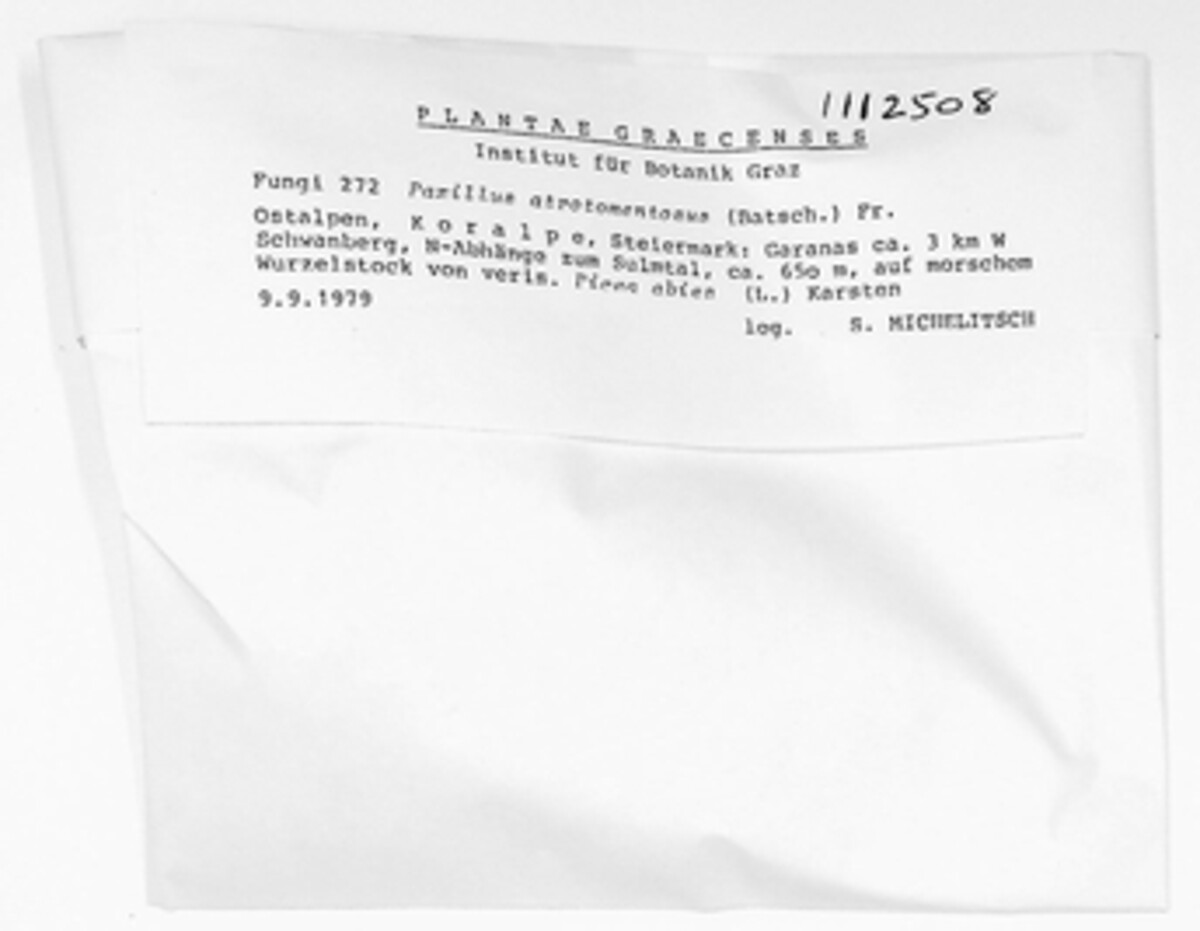 1112508
PLANTAE GRAECENSES
Institut für Botanik Graz
Fungi 272 Paxillus atrotomentosus (Batsch.) Fr.
Ostalpen, Koralpe, Steiermark: Garanas ca. 3 km W
Schwanberg, N-Abhänge zum Sulmtal, ca. 650 m, auf morschem
Wurzelstock von veris. Picea abies (L.) Karsten
9.9.1979
leg. S. MICHELITSCH